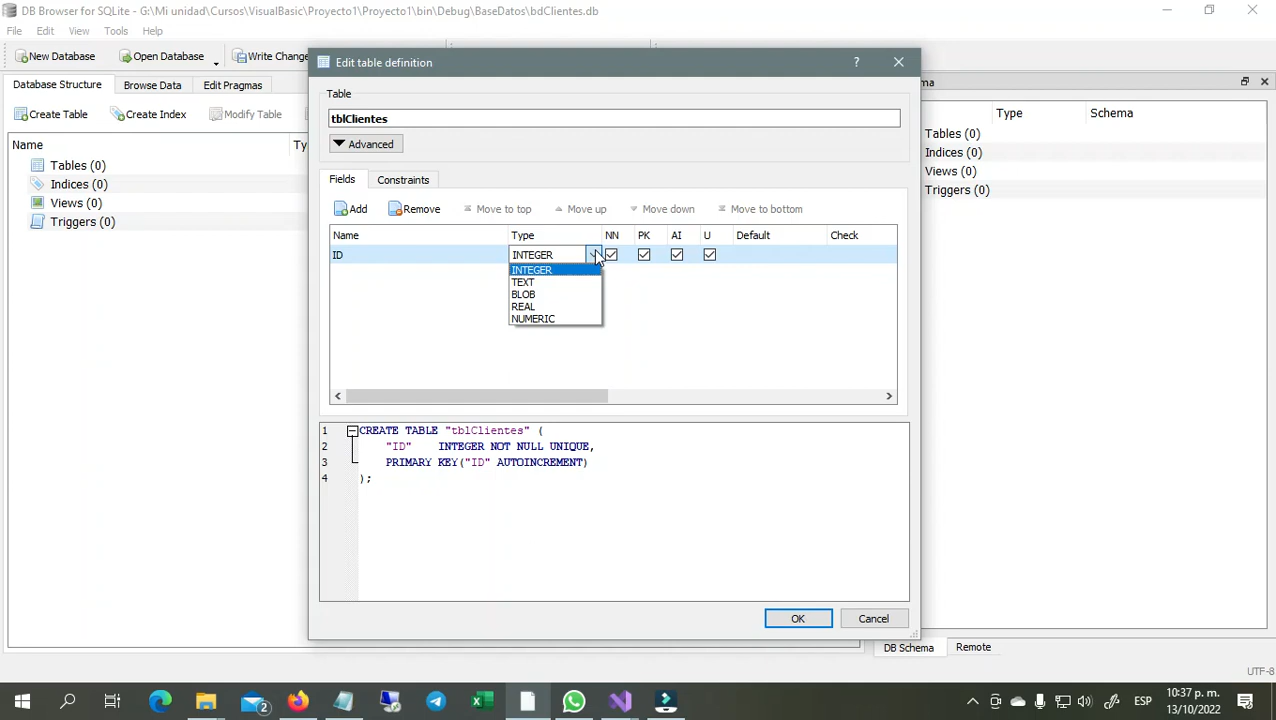 DB Browser for SQLite - G:\Mi unidad\Cursos\VisualBasic\Proyecto1\Proyecto1\bin\Debug\BaseDatos\bdClientes.db
File Edit View Tools Help
New Database Open Database Write Change
Database Structure Browse Data Edit Pragmas
Create Table Create Index Modify Table
Name Ty
Tables (0)
Indices (0)
Views (0)
Triggers (0)
Edit table definition ?
Table
tblClientes
Advanced
Fields Constraints
Add Remove Move to top Move up Move down Move to bottom
Name Type NN PK AI U Default Check
ID INTEGER
INTEGER
TEXT
BLOB
REAL
NUMERIC
1 CREATE TABLE "tblClientes" (
2 "ID" INTEGER NOT NULL UNIQUE,
3 PRIMARY KEY("ID" AUTOINCREMENT)
4 );
OK Cancel
ma
Type Schema
Tables (0)
Indices (0)
Views (0)
Triggers (0)
DB Schema Remote
UTF-8
2
ESP
10:37 p. m.
13/10/2022